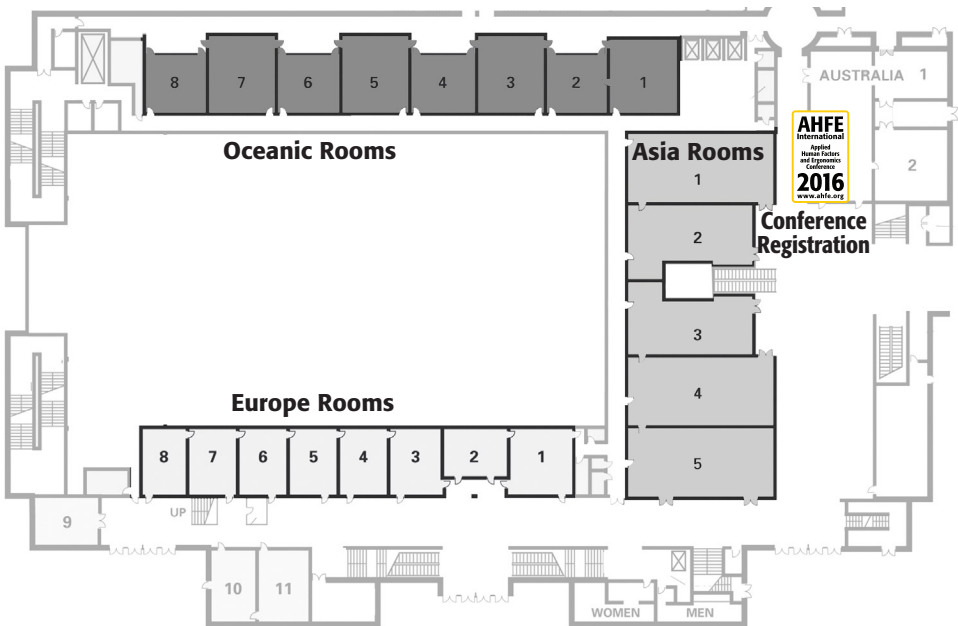 8
7
6
5
4
3
2
1
AUSTRALIA 1
Oceanic Rooms
Asia Rooms
1
AHFE
International
Applied
Human Factors
and Ergonomics
Conference
2016
www.ahfe.org
2
Conference
Registration
2
3
4
5
Europe Rooms
8
7
6
5
4
3
2
1
UP
9
10
11
WOMEN
MEN